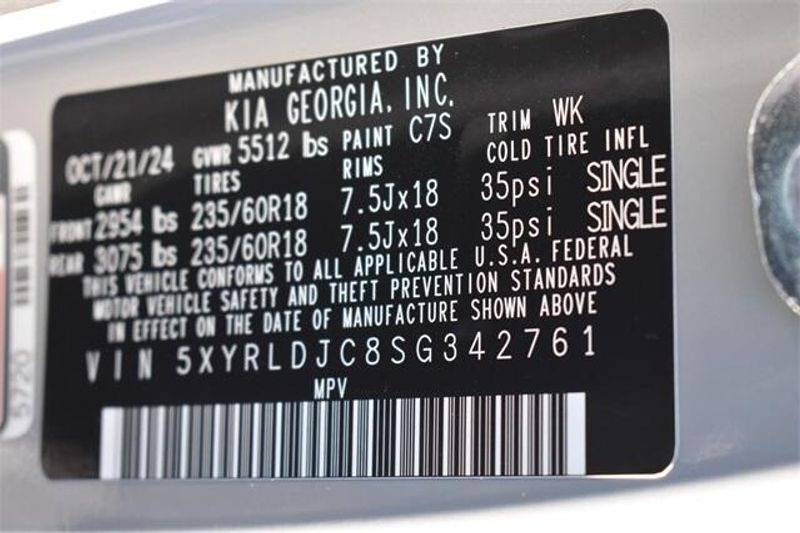 MANUFACTURED BY
KIA GEORGIA, INC.
OCT/21/24 GVWR 5512 lbs PAINT C7S TRIM WK
GAWR TIRES RIMS COLD TIRE INFL
FRONT 2954 lbs 235/60R18 7.5Jx18 35psi SINGLE
REAR 3075 lbs 235/60R18 7.5Jx18 35psi SINGLE
THIS VEHICLE CONFORMS TO ALL APPLICABLE U.S.A. FEDERAL
MOTOR VEHICLE SAFETY AND THEFT PREVENTION STANDARDS
IN EFFECT ON THE DATE OF MANUFACTURE SHOWN ABOVE
VIN 5XYRLDJC8SG342761
MPV
5720